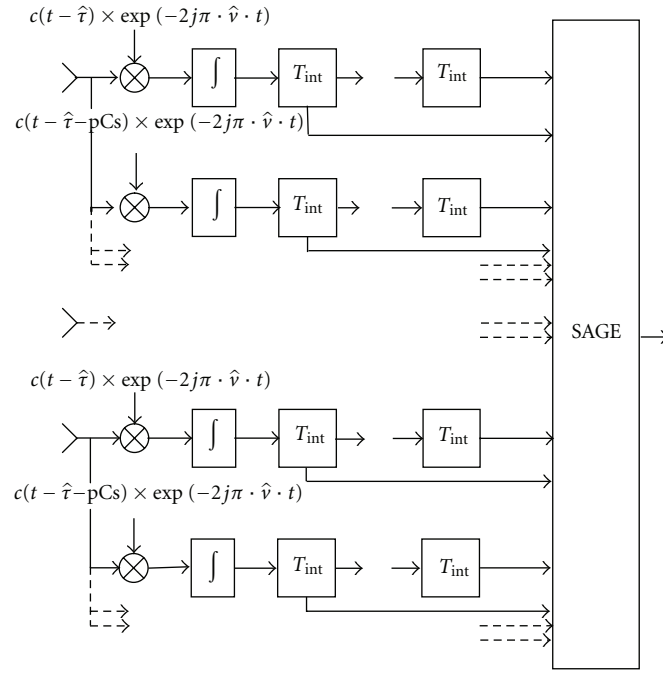 c(t − τ̂) × exp (−2jπ · ν̂ · t)
∫ T_int T_int
c(t − τ̂−pCs) × exp (−2jπ · ν̂ · t)
∫ T_int T_int
SAGE
c(t − τ̂) × exp (−2jπ · ν̂ · t)
∫ T_int T_int
c(t − τ̂−pCs) × exp (−2jπ · ν̂ · t)
∫ T_int T_int